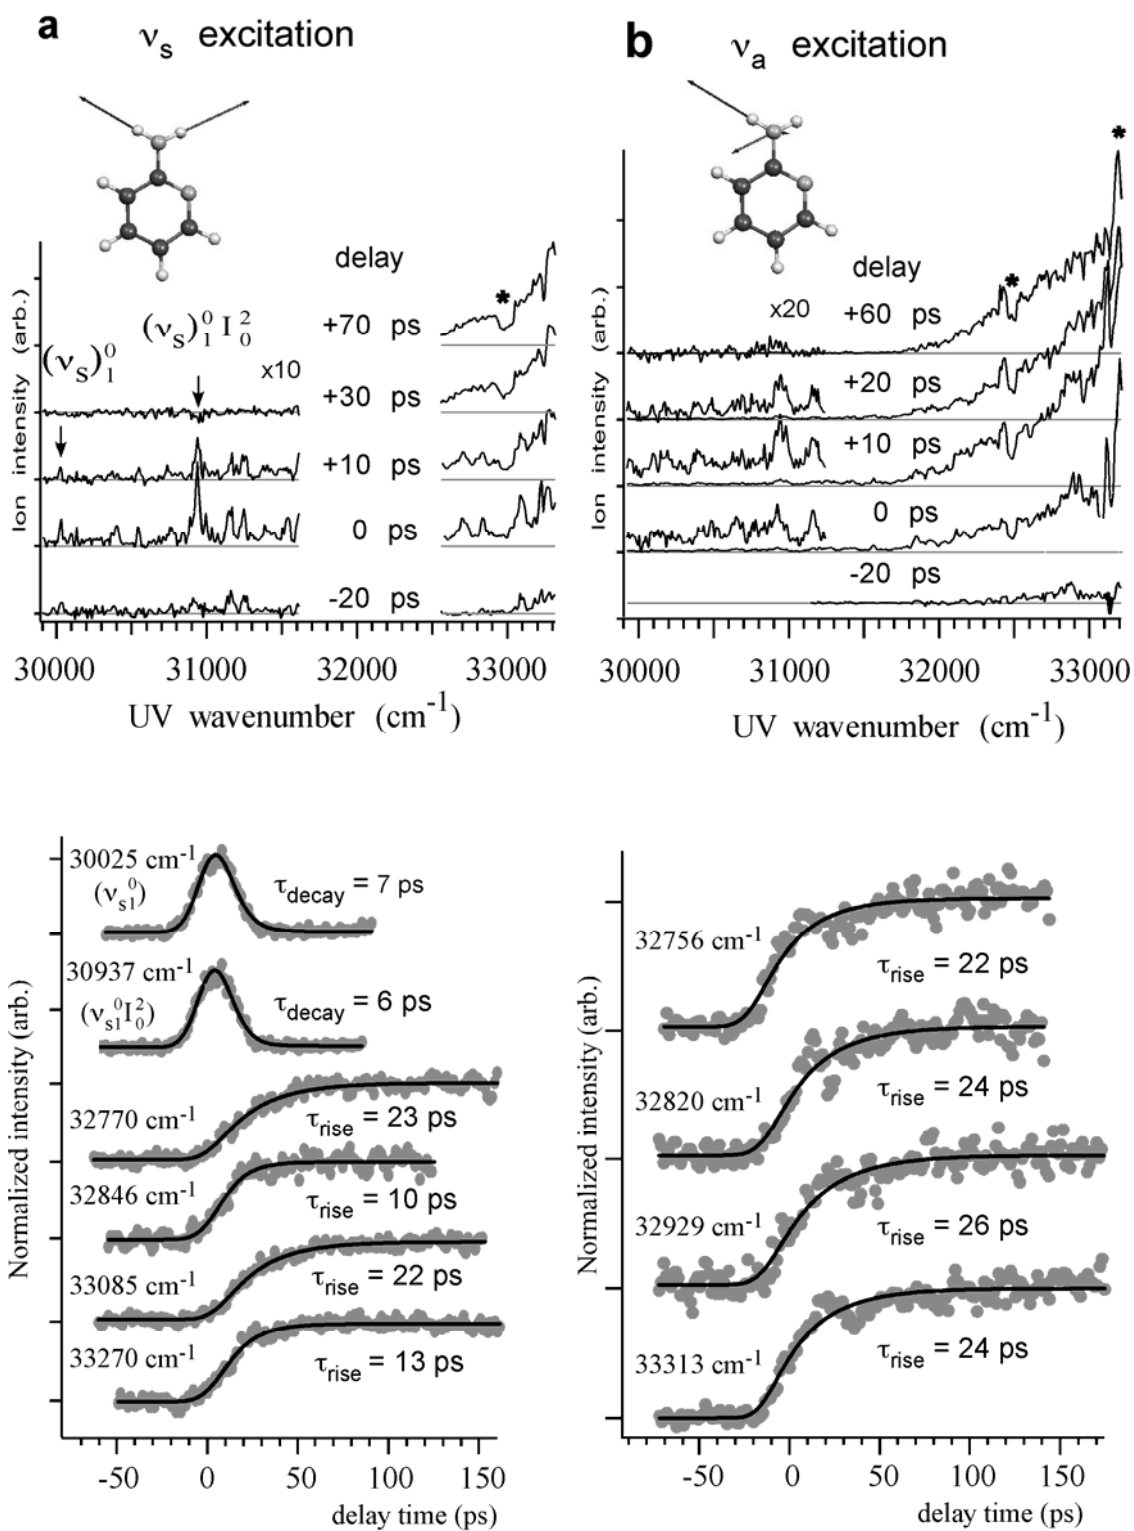 a
νs excitation
delay
(νs)⁰₁
(νs)⁰₁ I²₀
x10
*
+70 ps
+30 ps
+10 ps
0 ps
-20 ps
Ion intensity (arb.)
30000 31000 32000 33000
UV wavenumber (cm⁻¹)
b
νa excitation
*
delay
x20
*
+60 ps
+20 ps
+10 ps
0 ps
-20 ps
Ion intensity (arb.)
30000 31000 32000 33000
UV wavenumber (cm⁻¹)
30025 cm⁻¹
(νs1⁰)
τdecay = 7 ps
30937 cm⁻¹
(νs1⁰I₀²)
τdecay = 6 ps
32770 cm⁻¹
τrise = 23 ps
32846 cm⁻¹
τrise = 10 ps
33085 cm⁻¹
τrise = 22 ps
33270 cm⁻¹
τrise = 13 ps
Normalized intensity (arb.)
-50 0 50 100 150
delay time (ps)
32756 cm⁻¹
τrise = 22 ps
32820 cm⁻¹
τrise = 24 ps
32929 cm⁻¹
τrise = 26 ps
33313 cm⁻¹
τrise = 24 ps
Normalized intensity (arb.)
-50 0 50 100 150
delay time (ps)